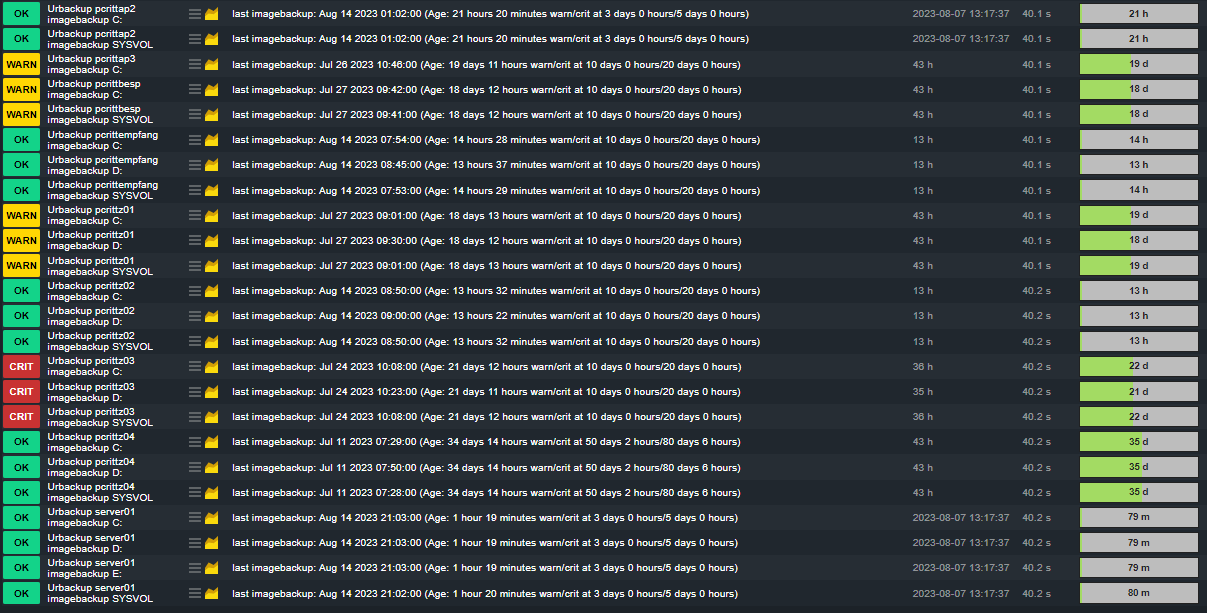 OK Urbackup pcrittap2 imagebackup C: last imagebackup: Aug 14 2023 01:02:00 (Age: 21 hours 20 minutes warn/crit at 3 days 0 hours/5 days 0 hours) 2023-08-07 13:17:37 40.1 s 21 h
OK Urbackup pcrittap2 imagebackup SYSVOL last imagebackup: Aug 14 2023 01:02:00 (Age: 21 hours 20 minutes warn/crit at 3 days 0 hours/5 days 0 hours) 2023-08-07 13:17:37 40.1 s 21 h
WARN Urbackup pcrittap3 imagebackup C: last imagebackup: Jul 26 2023 10:46:00 (Age: 19 days 11 hours warn/crit at 10 days 0 hours/20 days 0 hours) 43 h 40.1 s 19 d
WARN Urbackup pcrittbesp imagebackup C: last imagebackup: Jul 27 2023 09:42:00 (Age: 18 days 12 hours warn/crit at 10 days 0 hours/20 days 0 hours) 43 h 40.1 s 18 d
WARN Urbackup pcrittbesp imagebackup SYSVOL last imagebackup: Jul 27 2023 09:41:00 (Age: 18 days 12 hours warn/crit at 10 days 0 hours/20 days 0 hours) 43 h 40.1 s 18 d
OK Urbackup pcrittempfang imagebackup C: last imagebackup: Aug 14 2023 07:54:00 (Age: 14 hours 28 minutes warn/crit at 10 days 0 hours/20 days 0 hours) 13 h 40.1 s 14 h
OK Urbackup pcrittempfang imagebackup D: last imagebackup: Aug 14 2023 08:45:00 (Age: 13 hours 37 minutes warn/crit at 10 days 0 hours/20 days 0 hours) 13 h 40.1 s 13 h
OK Urbackup pcrittempfang imagebackup SYSVOL last imagebackup: Aug 14 2023 07:53:00 (Age: 14 hours 29 minutes warn/crit at 10 days 0 hours/20 days 0 hours) 13 h 40.1 s 14 h
WARN Urbackup pcrittz01 imagebackup C: last imagebackup: Jul 27 2023 09:01:00 (Age: 18 days 13 hours warn/crit at 10 days 0 hours/20 days 0 hours) 43 h 40.1 s 19 d
WARN Urbackup pcrittz01 imagebackup D: last imagebackup: Jul 27 2023 09:30:00 (Age: 18 days 12 hours warn/crit at 10 days 0 hours/20 days 0 hours) 43 h 40.1 s 18 d
WARN Urbackup pcrittz01 imagebackup SYSVOL last imagebackup: Jul 27 2023 09:01:00 (Age: 18 days 13 hours warn/crit at 10 days 0 hours/20 days 0 hours) 43 h 40.1 s 19 d
OK Urbackup pcrittz02 imagebackup C: last imagebackup: Aug 14 2023 08:50:00 (Age: 13 hours 32 minutes warn/crit at 10 days 0 hours/20 days 0 hours) 13 h 40.2 s 13 h
OK Urbackup pcrittz02 imagebackup D: last imagebackup: Aug 14 2023 09:00:00 (Age: 13 hours 22 minutes warn/crit at 10 days 0 hours/20 days 0 hours) 13 h 40.2 s 13 h
OK Urbackup pcrittz02 imagebackup SYSVOL last imagebackup: Aug 14 2023 08:50:00 (Age: 13 hours 32 minutes warn/crit at 10 days 0 hours/20 days 0 hours) 13 h 40.2 s 13 h
CRIT Urbackup pcrittz03 imagebackup C: last imagebackup: Jul 24 2023 10:08:00 (Age: 21 days 12 hours warn/crit at 10 days 0 hours/20 days 0 hours) 36 h 40.2 s 22 d
CRIT Urbackup pcrittz03 imagebackup D: last imagebackup: Jul 24 2023 10:23:00 (Age: 21 days 11 hours warn/crit at 10 days 0 hours/20 days 0 hours) 35 h 40.2 s 21 d
CRIT Urbackup pcrittz03 imagebackup SYSVOL last imagebackup: Jul 24 2023 10:08:00 (Age: 21 days 12 hours warn/crit at 10 days 0 hours/20 days 0 hours) 36 h 40.2 s 22 d
OK Urbackup pcrittz04 imagebackup C: last imagebackup: Jul 11 2023 07:29:00 (Age: 34 days 14 hours warn/crit at 50 days 2 hours/80 days 6 hours) 43 h 40.2 s 35 d
OK Urbackup pcrittz04 imagebackup D: last imagebackup: Jul 11 2023 07:50:00 (Age: 34 days 14 hours warn/crit at 50 days 2 hours/80 days 6 hours) 43 h 40.2 s 35 d
OK Urbackup pcrittz04 imagebackup SYSVOL last imagebackup: Jul 11 2023 07:28:00 (Age: 34 days 14 hours warn/crit at 50 days 2 hours/80 days 6 hours) 43 h 40.2 s 35 d
OK Urbackup server01 imagebackup C: last imagebackup: Aug 14 2023 21:03:00 (Age: 1 hour 19 minutes warn/crit at 3 days 0 hours/5 days 0 hours) 2023-08-07 13:17:37 40.2 s 79 m
OK Urbackup server01 imagebackup D: last imagebackup: Aug 14 2023 21:03:00 (Age: 1 hour 19 minutes warn/crit at 3 days 0 hours/5 days 0 hours) 2023-08-07 13:17:37 40.2 s 79 m
OK Urbackup server01 imagebackup E: last imagebackup: Aug 14 2023 21:03:00 (Age: 1 hour 19 minutes warn/crit at 3 days 0 hours/5 days 0 hours) 2023-08-07 13:17:37 40.2 s 79 m
OK Urbackup server01 imagebackup SYSVOL last imagebackup: Aug 14 2023 21:02:00 (Age: 1 hour 20 minutes warn/crit at 3 days 0 hours/5 days 0 hours) 2023-08-07 13:17:37 40.2 s 80 m